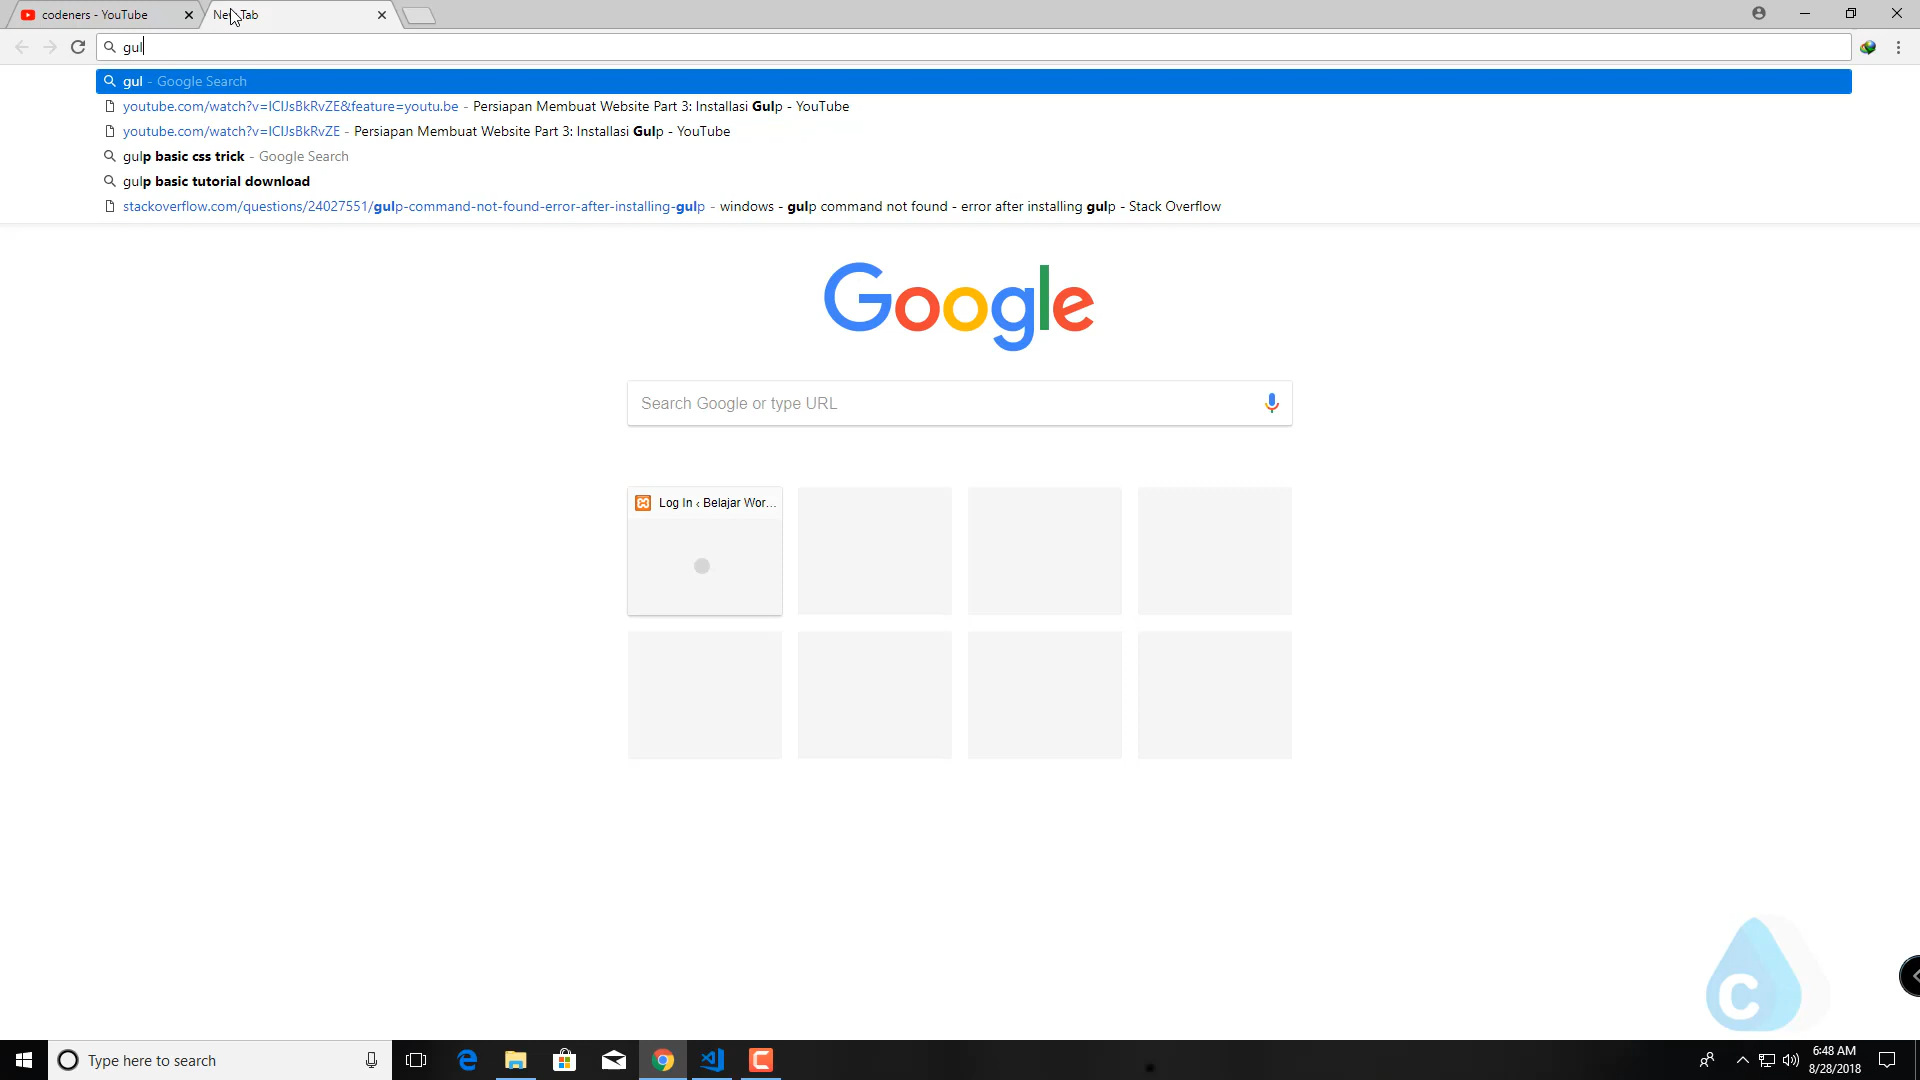 codeners - YouTube
New Tab
gul
gul - Google Search
youtube.com/watch?v=ICIJsBkRvZE&feature=youtu.be - Persiapan Membuat Website Part 3: Installasi Gulp - YouTube
youtube.com/watch?v=ICIJsBkRvZE - Persiapan Membuat Website Part 3: Installasi Gulp - YouTube
gulp basic css trick - Google Search
gulp basic tutorial download
stackoverflow.com/questions/24027551/gulp-command-not-found-error-after-installing-gulp - windows - gulp command not found - error after installing gulp - Stack Overflow
Google
Search Google or type URL
Log In ‹ Belajar Wor...
C
Type here to search
6:48 AM
8/28/2018